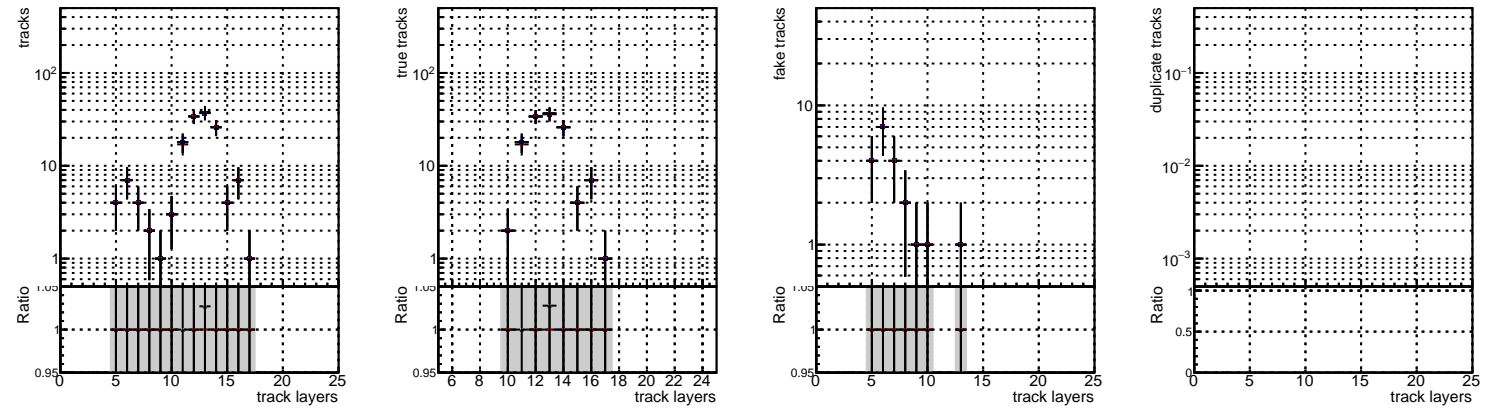 tracks
10²
10
1
Ratio
1.05
1
0.95
0 5 10 15 20 25
track layers
true tracks
10²
10
1
Ratio
1.05
1
0.95
6 8 10 12 14 16 18 20 22 24
track layers
fake tracks
10
1
Ratio
1.05
1
0.95
0 5 10 15 20 25
track layers
duplicate tracks
10⁻¹
10⁻²
10⁻³
Ratio
1
0.5
0
0 5 10 15 20 25
track layers